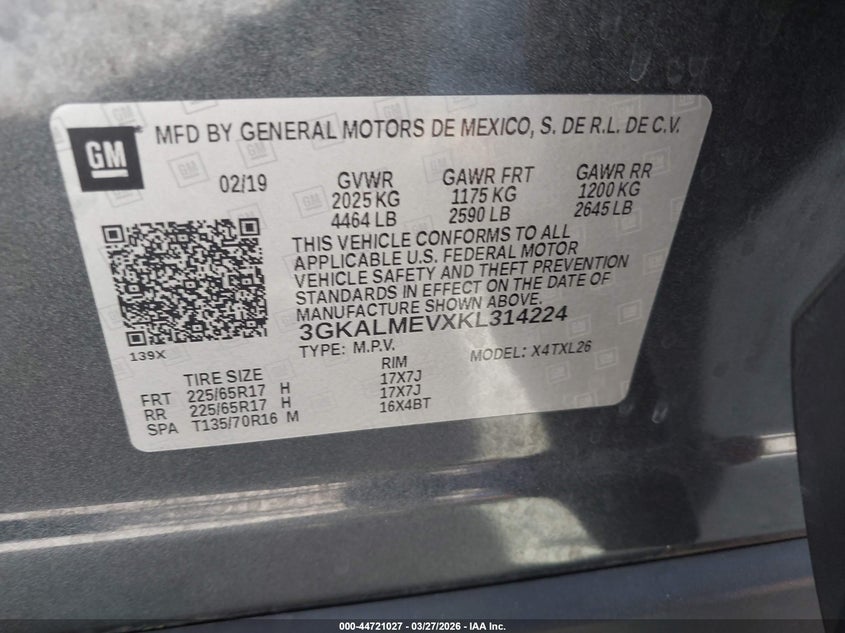 GM
MFD BY GENERAL MOTORS DE MEXICO, S. DE R.L. DE C.V.
02/19 GVWR GAWR FRT GAWR RR
2025 KG 1175 KG 1200 KG
4464 LB 2590 LB 2645 LB
THIS VEHICLE CONFORMS TO ALL
APPLICABLE U.S. FEDERAL MOTOR
VEHICLE SAFETY AND THEFT PREVENTION
STANDARDS IN EFFECT ON THE DATE OF
MANUFACTURE SHOWN ABOVE.
3GKALMEVXKL314224
139X
TYPE: M.P.V. MODEL: X4TXL26
TIRE SIZE RIM
FRT 225/65R17 H 17X7J
RR 225/65R17 H 17X7J
SPA T135/70R16 M 16X4BT
000-44721027 - 03/27/2026 - IAA Inc.